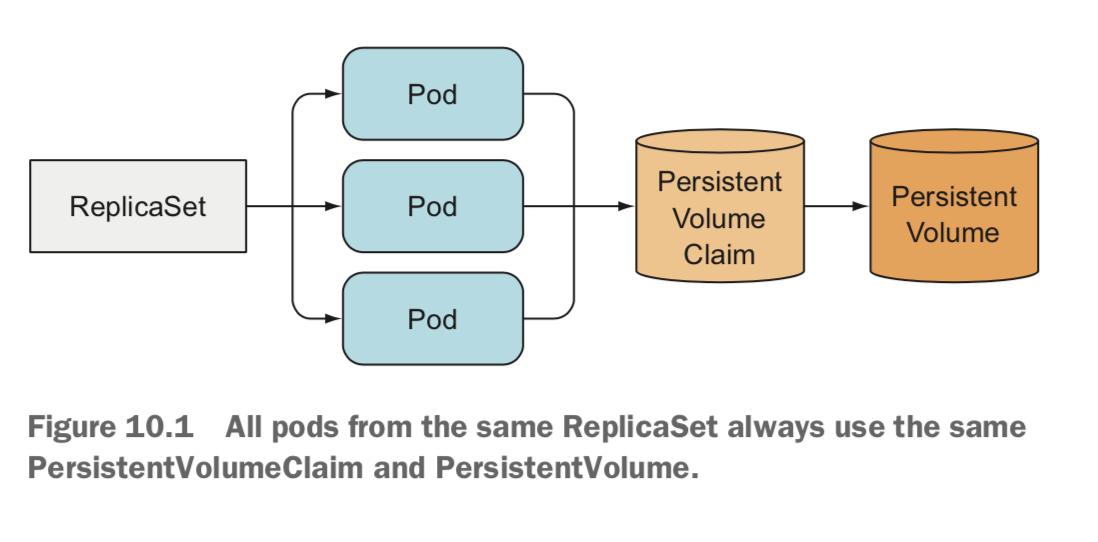 ReplicaSet
Pod
Pod
Pod
Persistent
Volume
Claim
Persistent
Volume
Figure 10.1 All pods from the same ReplicaSet always use the same
PersistentVolumeClaim and PersistentVolume.